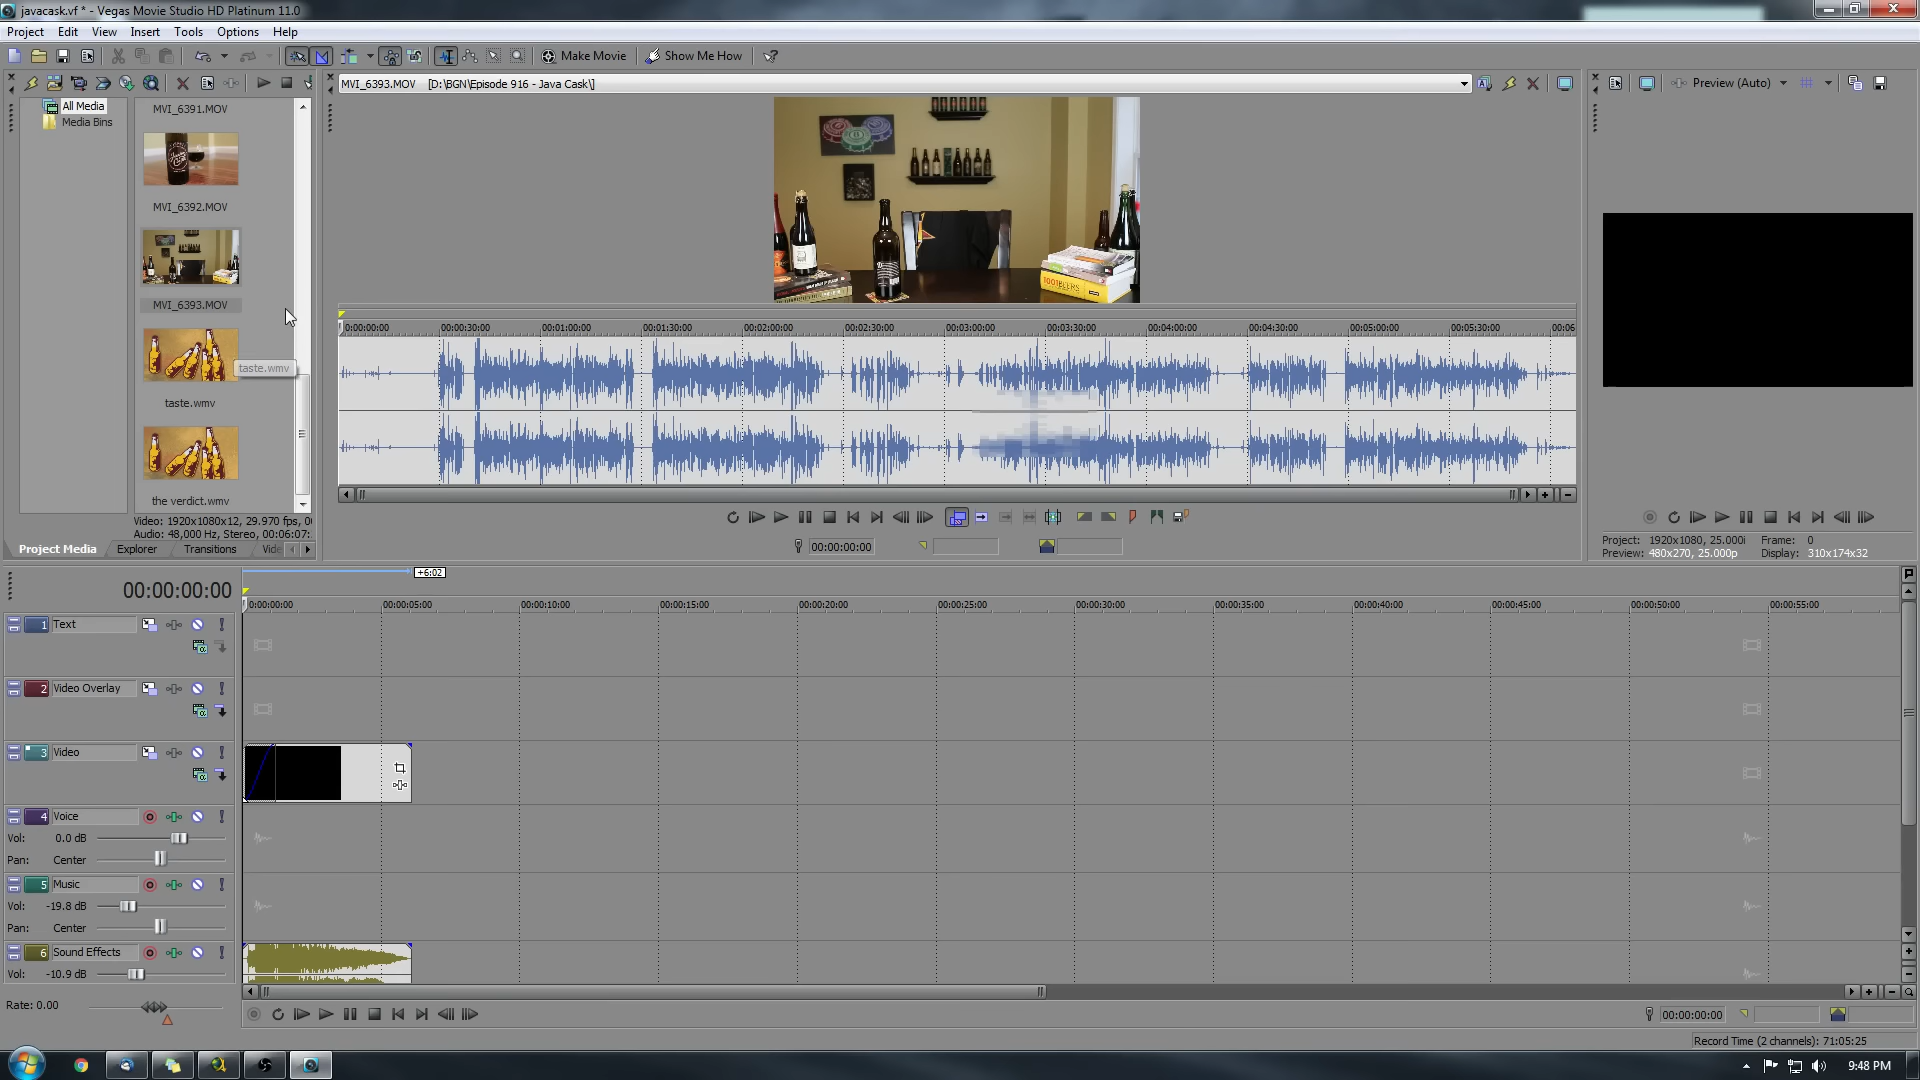 javacask.vf * - Vegas Movie Studio HD Platinum 11.0
Project Edit View Insert Tools Options Help
Make Movie Show Me How
MVI_6393.MOV [D:\BGN\Episode 916 - Java Cask\]
Preview (Auto)
All Media
Media Bins
MVI_6391.MOV
MVI_6392.MOV
MVI_6393.MOV
taste.wmv
taste.wmv
the verdict.wmv
Video: 1920x1080x12, 29.970 fps, 0
Audio: 48,000 Hz, Stereo, 00:06:07:
Project Media Explorer Transitions Vide
0:00:00:00 00:00:30:00 00:01:00:00 00:01:30:00 00:02:00:00 00:02:30:00 00:03:00:00 00:03:30:00 00:04:00:00 00:04:30:00 00:05:00:00 00:05:30:00 00:06
00:00:00:00
Project: 1920x1080, 25.000i Frame: 0
Preview: 480x270, 25.000p Display: 310x174x32
+6:02
00:00:00:00
0:00:00:00 00:00:05:00 00:00:10:00 00:00:15:00 00:00:20:00 00:00:25:00 00:00:30:00 00:00:35:00 00:00:40:00 00:00:45:00 00:00:50:00 00:00:55:00
1 Text
2 Video Overlay
3 Video
4 Voice
Vol: 0.0 dB
Pan: Center
5 Music
Vol: -19.8 dB
Pan: Center
6 Sound Effects
Vol: -10.9 dB
Rate: 0.00
00:00:00:00
Record Time (2 channels): 71:05:25
9:48 PM